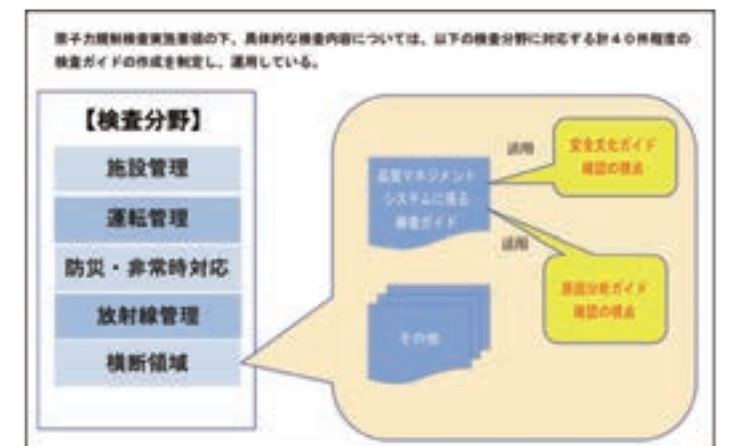 原子力規制検査実施要領の下、具体的な検査内容については、以下の検査分野に対応する計４０件程度の
検査ガイドの作成を制定し、運用している。
【検査分野】
施設管理
運転管理
防災・非常時対応
放射線管理
横断領域
品質マネジメント
システムに係る
検査ガイド
その他
活用
安全文化ガイド
確認の視点
活用
原因分析ガイド
確認の視点